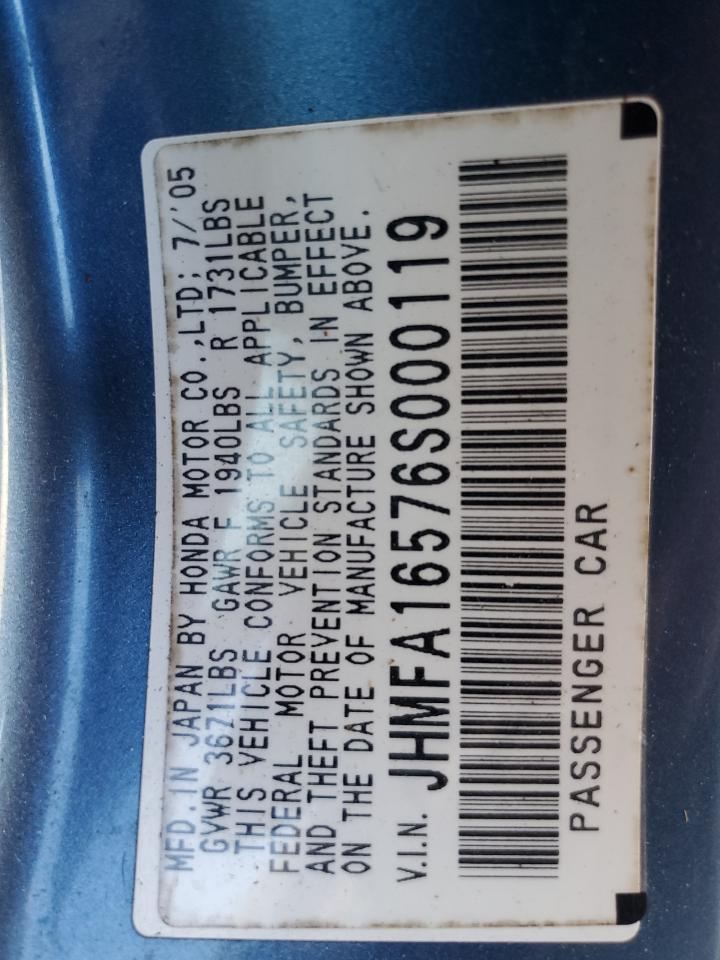 MFD. IN JAPAN BY HONDA MOTOR CO.,LTD; 7/'05
GVWR 3671LBS GAWR F 1940LBS R 1731LBS
THIS VEHICLE CONFORMS TO ALL APPLICABLE
FEDERAL MOTOR VEHICLE SAFETY, BUMPER,
AND THEFT PREVENTION STANDARDS IN EFFECT
ON THE DATE OF MANUFACTURE SHOWN ABOVE.
V.I.N. JHMFA16576S000119
PASSENGER CAR